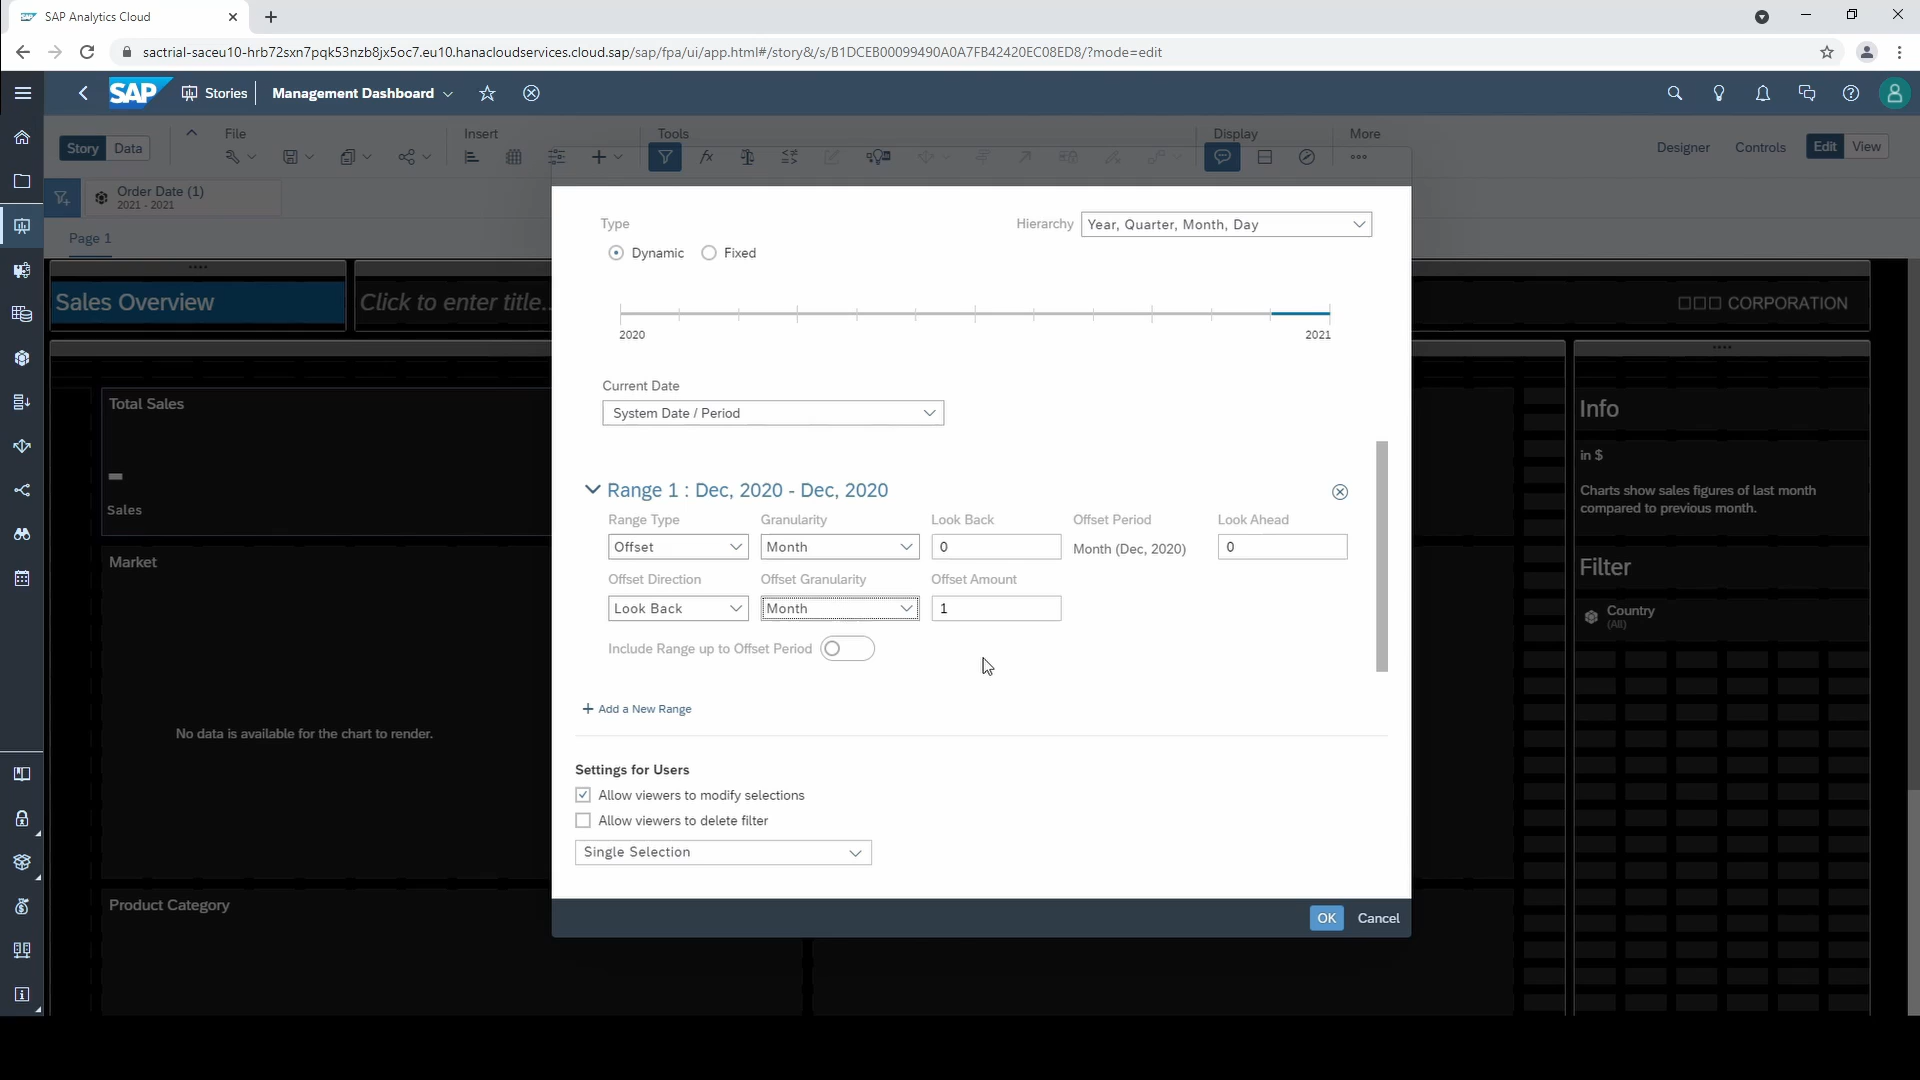 SAP Analytics Cloud
sactrial-saceu10-hrb72sxn7pqk53nzb8jx5oc7.eu10.hanacloudservices.cloud.sap/sap/fpa/ui/app.html#/story&/s/B1DCEB00099490A0A7FB42420EC08ED8/?mode=edit
SAP Stories Management Dashboard
File Insert Tools Display More
Story Data Designer Controls Edit View
Order Date (1)
2021 - 2021
Page 1
Sales Overview
Click to enter title...
CORPORATION
Total Sales
Sales
Market
No data is available for the chart to render.
Product Category
Type
Hierarchy Year, Quarter, Month, Day
Dynamic Fixed
2020 2021
Current Date
System Date / Period
Range 1 : Dec, 2020 - Dec, 2020
Range Type Granularity Look Back Offset Period Look Ahead
Offset Month 0 Month (Dec, 2020) 0
Offset Direction Offset Granularity Offset Amount
Look Back Month 1
Include Range up to Offset Period
+ Add a New Range
Settings for Users
Allow viewers to modify selections
Allow viewers to delete filter
Single Selection
OK Cancel
Info
in $
Charts show sales figures of last month
compared to previous month.
Filter
Country
(All)